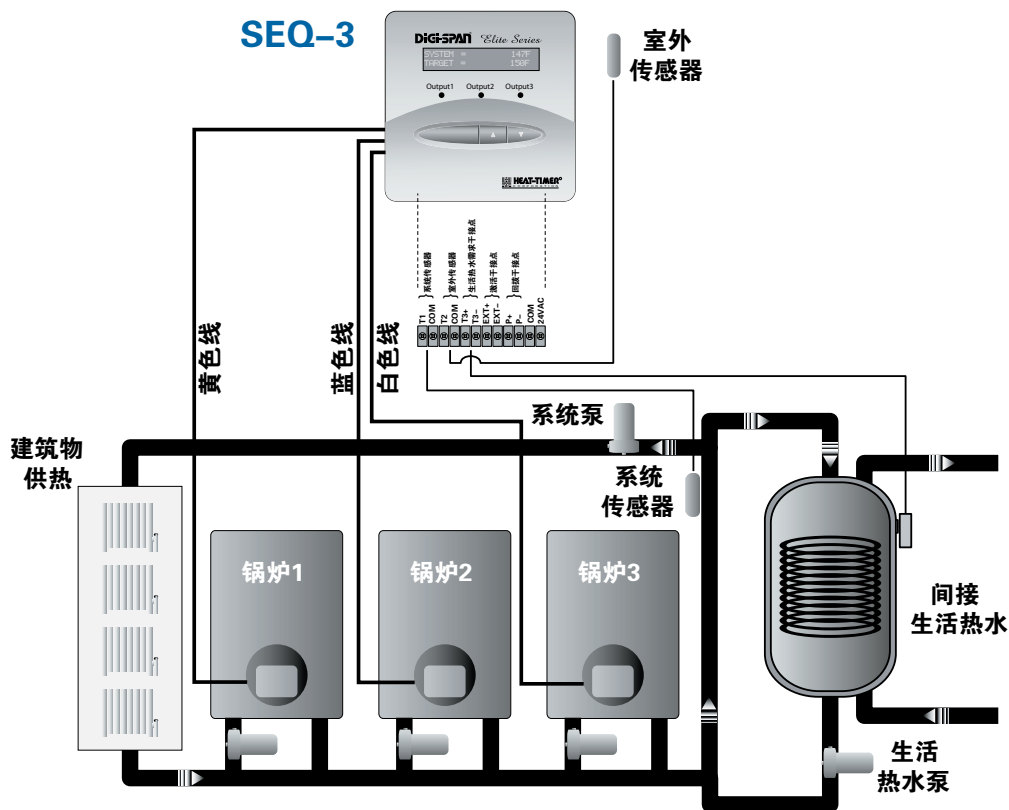 SEQ–3
DiGi-SPAN Elite Series
SYSTEM = 147F
TARGET = 150F
Output1 Output2 Output3
HEAT-TIMER®
CORPORATION
室外
传感器
系统传感器
室外传感器
生活热水需求干接点
激活干接点
回拨干接点
T1
COM
T2
COM
T3+
T3–
EXT+
EXT–
P+
P–
COM
24VAC
黄色线
蓝色线
白色线
系统泵
系统
传感器
建筑物
供热
锅炉1
锅炉2
锅炉3
间接
生活热水
生活
热水泵